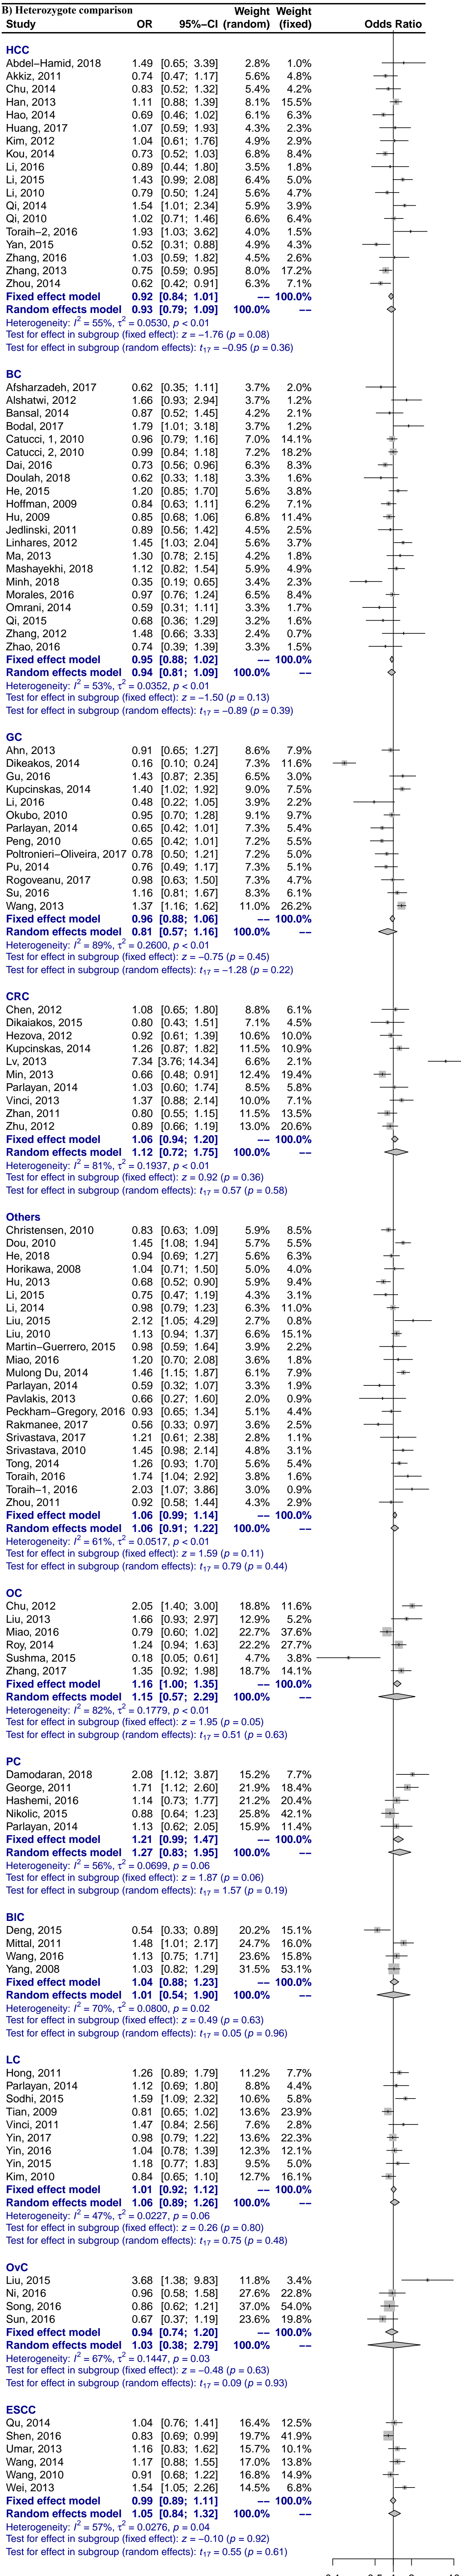 B) Heterozygote comparison
Weight Weight
Study OR 95%−CI (random) (fixed) Odds Ratio
HCC
Abdel−Hamid, 2018 1.49 [0.65; 3.39] 2.8% 1.0%
Akkiz, 2011 0.74 [0.47; 1.17] 5.6% 4.8%
Chu, 2014 0.83 [0.52; 1.32] 5.4% 4.2%
Han, 2013 1.11 [0.88; 1.39] 8.1% 15.5%
Hao, 2014 0.69 [0.46; 1.02] 6.1% 6.3%
Huang, 2017 1.07 [0.59; 1.93] 4.3% 2.3%
Kim, 2012 1.04 [0.61; 1.76] 4.9% 2.9%
Kou, 2014 0.73 [0.52; 1.03] 6.8% 8.4%
Li, 2016 0.89 [0.44; 1.80] 3.5% 1.8%
Li, 2015 1.43 [0.99; 2.08] 6.4% 5.0%
Li, 2010 0.79 [0.50; 1.24] 5.6% 4.7%
Qi, 2014 1.54 [1.01; 2.34] 5.9% 3.9%
Qi, 2010 1.02 [0.71; 1.46] 6.6% 6.4%
Toraih−2, 2016 1.93 [1.03; 3.62] 4.0% 1.5%
Yan, 2015 0.52 [0.31; 0.88] 4.9% 4.3%
Zhang, 2016 1.03 [0.59; 1.82] 4.5% 2.6%
Zhang, 2013 0.75 [0.59; 0.95] 8.0% 17.2%
Zhou, 2014 0.62 [0.42; 0.91] 6.3% 7.1%
Fixed effect model 0.92 [0.84; 1.01] −− 100.0%
Random effects model 0.93 [0.79; 1.09] 100.0% −−
Heterogeneity: I² = 55%, τ² = 0.0530, p < 0.01
Test for effect in subgroup (fixed effect): z = −1.76 (p = 0.08)
Test for effect in subgroup (random effects): t17 = −0.95 (p = 0.36)
BC
Afsharzadeh, 2017 0.62 [0.35; 1.11] 3.7% 2.0%
Alshatwi, 2012 1.66 [0.93; 2.94] 3.7% 1.2%
Bansal, 2014 0.87 [0.52; 1.45] 4.2% 2.1%
Bodal, 2017 1.79 [1.01; 3.18] 3.7% 1.2%
Catucci, 1, 2010 0.96 [0.79; 1.16] 7.0% 14.1%
Catucci, 2, 2010 0.99 [0.84; 1.18] 7.2% 18.2%
Dai, 2016 0.73 [0.56; 0.96] 6.3% 8.3%
Doulah, 2018 0.62 [0.33; 1.18] 3.3% 1.6%
He, 2015 1.20 [0.85; 1.70] 5.6% 3.8%
Hoffman, 2009 0.84 [0.63; 1.11] 6.2% 7.1%
Hu, 2009 0.85 [0.68; 1.06] 6.8% 11.4%
Jedlinski, 2011 0.89 [0.56; 1.42] 4.5% 2.5%
Linhares, 2012 1.45 [1.03; 2.04] 5.6% 3.7%
Ma, 2013 1.30 [0.78; 2.15] 4.2% 1.8%
Mashayekhi, 2018 1.12 [0.82; 1.54] 5.9% 4.9%
Minh, 2018 0.35 [0.19; 0.65] 3.4% 2.3%
Morales, 2016 0.97 [0.76; 1.24] 6.6% 8.9%
Omrani, 2014 0.59 [0.31; 1.11] 3.3% 1.7%
Qi, 2015 0.68 [0.36; 1.29] 3.2% 1.6%
Zhang, 2012 1.48 [0.66; 3.33] 2.4% 0.7%
Zhao, 2016 0.74 [0.39; 1.39] 3.3% 1.5%
Fixed effect model 0.95 [0.88; 1.02] −− 100.0%
Random effects model 0.94 [0.81; 1.09] 100.0% −−
Heterogeneity: I² = 53%, τ² = 0.0352, p < 0.01
Test for effect in subgroup (fixed effect): z = −1.50 (p = 0.13)
Test for effect in subgroup (random effects): t17 = −0.89 (p = 0.39)
GC
Ahn, 2013 0.91 [0.65; 1.27] 8.6% 7.9%
Dikeakos, 2014 0.16 [0.10; 0.24] 7.3% 11.6%
Gu, 2016 1.43 [0.87; 2.35] 6.5% 3.0%
Kupcinskas, 2014 1.40 [1.02; 1.92] 9.0% 7.5%
Li, 2016 0.48 [0.22; 1.05] 3.9% 2.2%
Okubo, 2010 0.95 [0.70; 1.28] 9.1% 9.7%
Parlayan, 2014 0.65 [0.42; 1.01] 7.3% 5.4%
Peng, 2010 0.65 [0.42; 1.01] 7.2% 5.5%
Poltronieri−Oliveira, 2017 0.78 [0.50; 1.21] 7.2% 5.0%
Pu, 2014 0.76 [0.49; 1.17] 7.3% 5.1%
Rogoveanu, 2017 0.98 [0.63; 1.50] 7.3% 4.7%
Su, 2016 1.16 [0.81; 1.67] 8.3% 6.1%
Wang, 2013 1.37 [1.16; 1.62] 11.0% 26.2%
Fixed effect model 0.96 [0.88; 1.06] −− 100.0%
Random effects model 0.81 [0.57; 1.16] 100.0% −−
Heterogeneity: I² = 89%, τ² = 0.2600, p < 0.01
Test for effect in subgroup (fixed effect): z = −0.75 (p = 0.45)
Test for effect in subgroup (random effects): t17 = −1.28 (p = 0.22)
CRC
Chen, 2012 1.08 [0.65; 1.80] 8.8% 6.1%
Dikaiakos, 2015 0.80 [0.43; 1.51] 7.1% 4.5%
Hezova, 2012 0.92 [0.61; 1.39] 10.6% 10.0%
Kupcinskas, 2014 1.26 [0.87; 1.82] 11.5% 10.9%
Lv, 2013 7.34 [3.76; 14.34] 6.6% 2.1%
Min, 2013 0.66 [0.48; 0.91] 12.4% 19.4%
Parlayan, 2014 1.03 [0.60; 1.74] 8.5% 5.8%
Vinci, 2013 1.37 [0.88; 2.14] 10.0% 7.1%
Zhan, 2011 0.80 [0.55; 1.15] 11.5% 13.5%
Zhu, 2012 0.89 [0.66; 1.19] 13.0% 20.6%
Fixed effect model 1.06 [0.94; 1.20] −− 100.0%
Random effects model 1.12 [0.72; 1.75] 100.0% −−
Heterogeneity: I² = 81%, τ² = 0.1937, p < 0.01
Test for effect in subgroup (fixed effect): z = 0.92 (p = 0.36)
Test for effect in subgroup (random effects): t17 = 0.57 (p = 0.58)
Others
Christensen, 2010 0.83 [0.63; 1.09] 5.9% 8.5%
Dou, 2010 1.45 [1.08; 1.94] 5.7% 5.5%
He, 2018 0.94 [0.69; 1.27] 5.6% 6.3%
Horikawa, 2008 1.04 [0.71; 1.50] 5.0% 4.0%
Hu, 2013 0.68 [0.52; 0.90] 5.9% 9.4%
Li, 2015 0.75 [0.47; 1.19] 4.3% 3.1%
Li, 2014 0.98 [0.79; 1.23] 6.3% 11.0%
Liu, 2015 2.12 [1.05; 4.29] 2.7% 0.8%
Liu, 2010 1.13 [0.94; 1.37] 6.6% 15.1%
Martin−Guerrero, 2015 0.98 [0.59; 1.64] 3.9% 2.2%
Miao, 2016 1.20 [0.70; 2.08] 3.6% 1.8%
Mulong Du, 2014 1.46 [1.15; 1.87] 6.1% 7.9%
Parlayan, 2014 0.59 [0.32; 1.07] 3.3% 1.9%
Pavlakis, 2013 0.66 [0.27; 1.60] 2.0% 0.9%
Peckham−Gregory, 2016 0.93 [0.65; 1.34] 5.1% 4.4%
Rakmanee, 2017 0.56 [0.33; 0.97] 3.6% 2.5%
Srivastava, 2017 1.21 [0.61; 2.38] 2.8% 1.1%
Srivastava, 2010 1.45 [0.98; 2.14] 4.8% 3.1%
Tong, 2014 1.26 [0.93; 1.70] 5.6% 5.4%
Toraih, 2016 1.74 [1.04; 2.92] 3.8% 1.6%
Toraih−1, 2016 2.03 [1.07; 3.86] 3.0% 0.9%
Zhou, 2011 0.92 [0.58; 1.44] 4.3% 2.9%
Fixed effect model 1.06 [0.99; 1.14] −− 100.0%
Random effects model 1.06 [0.91; 1.22] 100.0% −−
Heterogeneity: I² = 61%, τ² = 0.0517, p < 0.01
Test for effect in subgroup (fixed effect): z = 1.59 (p = 0.11)
Test for effect in subgroup (random effects): t17 = 0.79 (p = 0.44)
OC
Chu, 2012 2.05 [1.40; 3.00] 18.8% 11.6%
Liu, 2013 1.66 [0.93; 2.97] 12.9% 5.2%
Miao, 2016 0.79 [0.60; 1.02] 22.7% 37.6%
Roy, 2014 1.24 [0.94; 1.63] 22.2% 27.7%
Sushma, 2015 0.18 [0.05; 0.61] 4.7% 3.8%
Zhang, 2017 1.35 [0.92; 1.98] 18.7% 14.1%
Fixed effect model 1.16 [1.00; 1.35] −− 100.0%
Random effects model 1.15 [0.57; 2.29] 100.0% −−
Heterogeneity: I² = 82%, τ² = 0.1779, p < 0.01
Test for effect in subgroup (fixed effect): z = 1.95 (p = 0.05)
Test for effect in subgroup (random effects): t17 = 0.51 (p = 0.63)
PC
Damodaran, 2018 2.08 [1.12; 3.87] 15.2% 7.7%
George, 2011 1.71 [1.12; 2.60] 21.9% 18.4%
Hashemi, 2016 1.14 [0.73; 1.77] 21.2% 20.4%
Nikolic, 2015 0.88 [0.64; 1.23] 25.8% 42.1%
Parlayan, 2014 1.13 [0.62; 2.05] 15.9% 11.4%
Fixed effect model 1.21 [0.99; 1.47] −− 100.0%
Random effects model 1.27 [0.83; 1.95] 100.0% −−
Heterogeneity: I² = 56%, τ² = 0.0699, p = 0.06
Test for effect in subgroup (fixed effect): z = 1.87 (p = 0.06)
Test for effect in subgroup (random effects): t17 = 1.57 (p = 0.19)
BIC
Deng, 2015 0.54 [0.33; 0.89] 20.2% 15.1%
Mittal, 2011 1.48 [1.01; 2.17] 24.7% 16.0%
Wang, 2016 1.13 [0.75; 1.71] 23.6% 15.8%
Yang, 2008 1.03 [0.82; 1.29] 31.5% 53.1%
Fixed effect model 1.04 [0.88; 1.23] −− 100.0%
Random effects model 1.01 [0.54; 1.90] 100.0% −−
Heterogeneity: I² = 70%, τ² = 0.0800, p = 0.02
Test for effect in subgroup (fixed effect): z = 0.49 (p = 0.63)
Test for effect in subgroup (random effects): t17 = 0.05 (p = 0.96)
LC
Hong, 2011 1.26 [0.89; 1.79] 11.2% 7.7%
Parlayan, 2014 1.12 [0.69; 1.80] 8.8% 4.4%
Sodhi, 2015 1.59 [1.09; 2.32] 10.6% 5.8%
Tian, 2009 0.81 [0.65; 1.02] 13.6% 23.9%
Vinci, 2011 1.47 [0.84; 2.56] 7.6% 2.8%
Yin, 2017 0.98 [0.79; 1.22] 13.6% 22.3%
Yin, 2016 1.04 [0.78; 1.39] 12.3% 12.1%
Yin, 2015 1.18 [0.77; 1.83] 9.5% 5.0%
Kim, 2010 0.84 [0.65; 1.10] 12.7% 16.1%
Fixed effect model 1.01 [0.92; 1.12] −− 100.0%
Random effects model 1.06 [0.89; 1.26] 100.0% −−
Heterogeneity: I² = 47%, τ² = 0.0227, p = 0.06
Test for effect in subgroup (fixed effect): z = 0.26 (p = 0.80)
Test for effect in subgroup (random effects): t17 = 0.75 (p = 0.48)
OvC
Liu, 2015 3.68 [1.38; 9.83] 11.8% 3.4%
Ni, 2016 0.96 [0.58; 1.58] 27.6% 22.8%
Song, 2016 0.86 [0.62; 1.21] 37.0% 54.0%
Sun, 2016 0.67 [0.37; 1.19] 23.6% 19.8%
Fixed effect model 0.94 [0.74; 1.20] −− 100.0%
Random effects model 1.03 [0.38; 2.79] 100.0% −−
Heterogeneity: I² = 67%, τ² = 0.1447, p = 0.03
Test for effect in subgroup (fixed effect): z = −0.48 (p = 0.63)
Test for effect in subgroup (random effects): t17 = 0.09 (p = 0.93)
ESCC
Qu, 2014 1.04 [0.76; 1.41] 16.4% 12.5%
Shen, 2016 0.83 [0.69; 0.99] 19.7% 41.9%
Umar, 2013 1.16 [0.83; 1.62] 15.7% 10.1%
Wang, 2014 1.17 [0.88; 1.55] 17.0% 13.8%
Wang, 2010 0.91 [0.68; 1.22] 16.8% 14.9%
Wei, 2013 1.54 [1.05; 2.26] 14.5% 6.8%
Fixed effect model 0.99 [0.89; 1.11] −− 100.0%
Random effects model 1.05 [0.84; 1.32] 100.0% −−
Heterogeneity: I² = 57%, τ² = 0.0276, p = 0.04
Test for effect in subgroup (fixed effect): z = −0.10 (p = 0.92)
Test for effect in subgroup (random effects): t17 = 0.55 (p = 0.61)